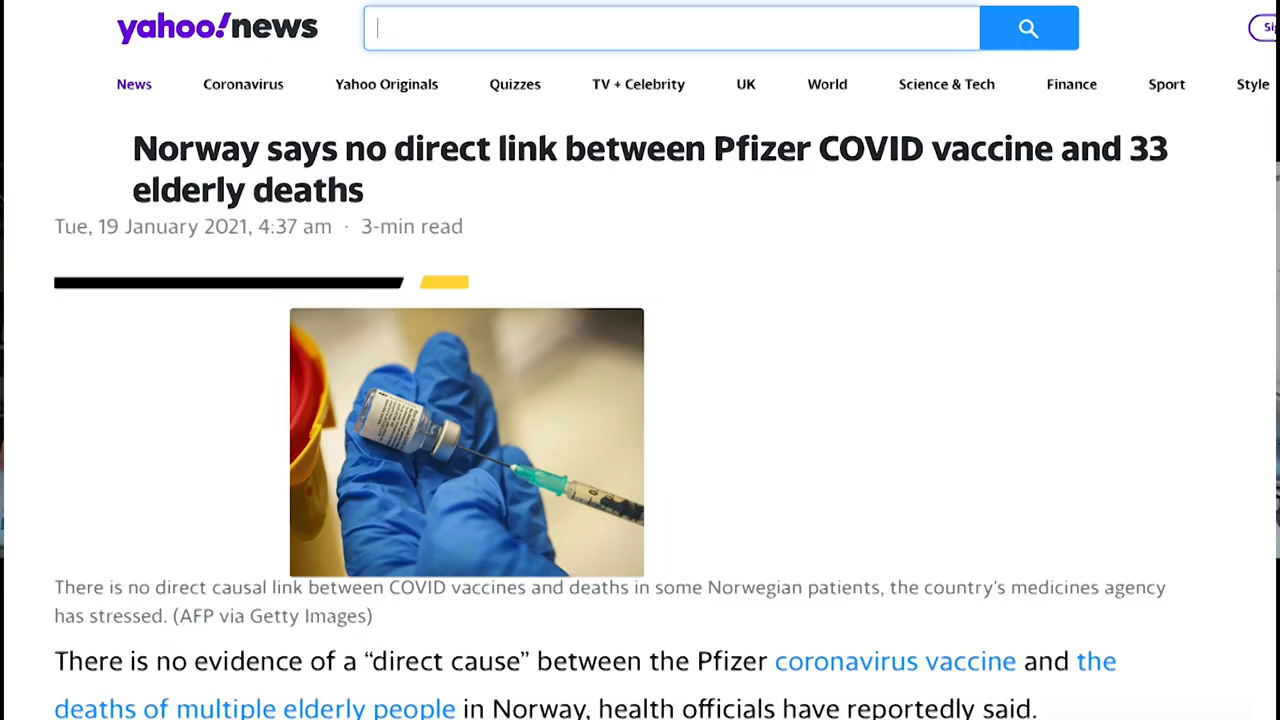 yahoo!news
News Coronavirus Yahoo Originals Quizzes TV + Celebrity UK World Science & Tech Finance Sport Style
Norway says no direct link between Pfizer COVID vaccine and 33
elderly deaths
Tue, 19 January 2021, 4:37 am · 3-min read
There is no direct causal link between COVID vaccines and deaths in some Norwegian patients, the country's medicines agency
has stressed. (AFP via Getty Images)
There is no evidence of a “direct cause” between the Pfizer coronavirus vaccine and the
deaths of multiple elderly people in Norway, health officials have reportedly said.